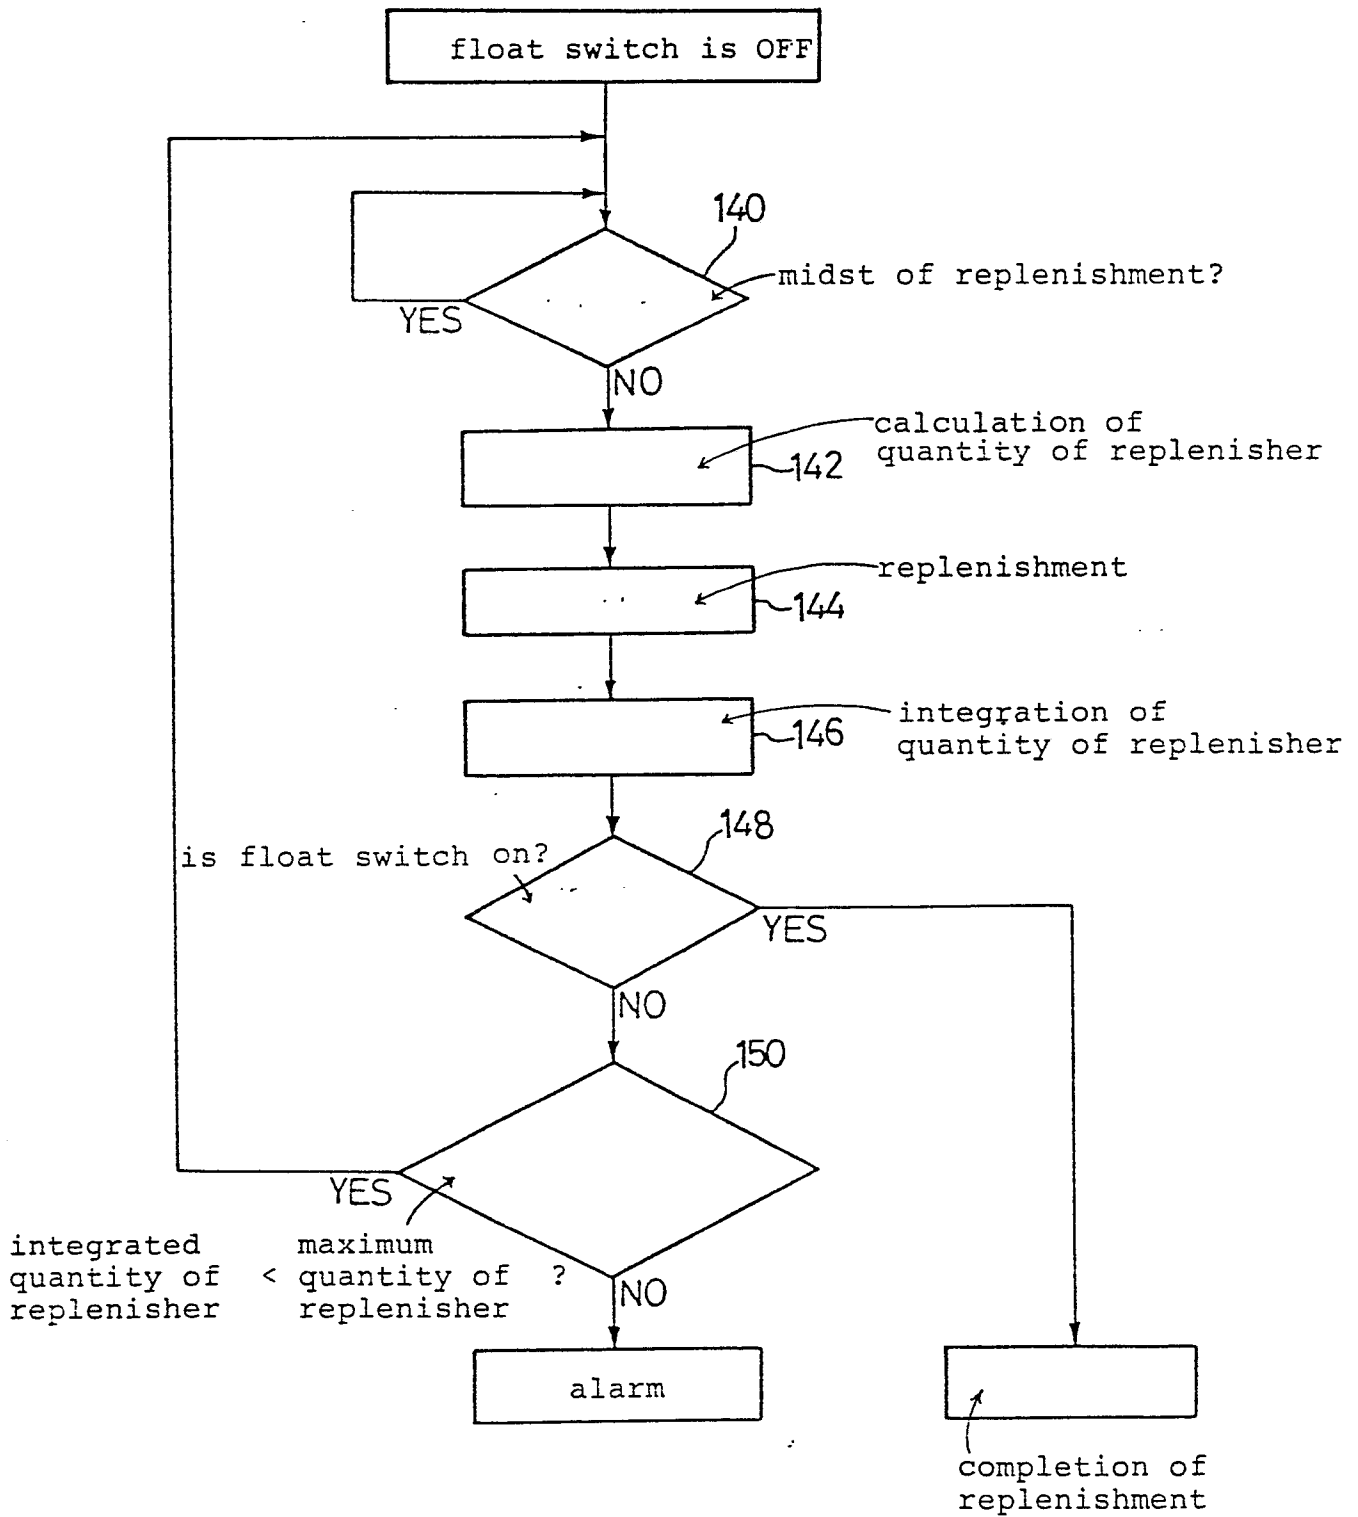 float switch is OFF
140
midst of replenishment?
YES
NO
calculation of
quantity of replenisher
142
replenishment
144
integration of
quantity of replenisher
146
148
is float switch on?
YES
NO
150
YES
integrated maximum
quantity of < quantity of ?
replenisher replenisher
NO
alarm
completion of
replenishment